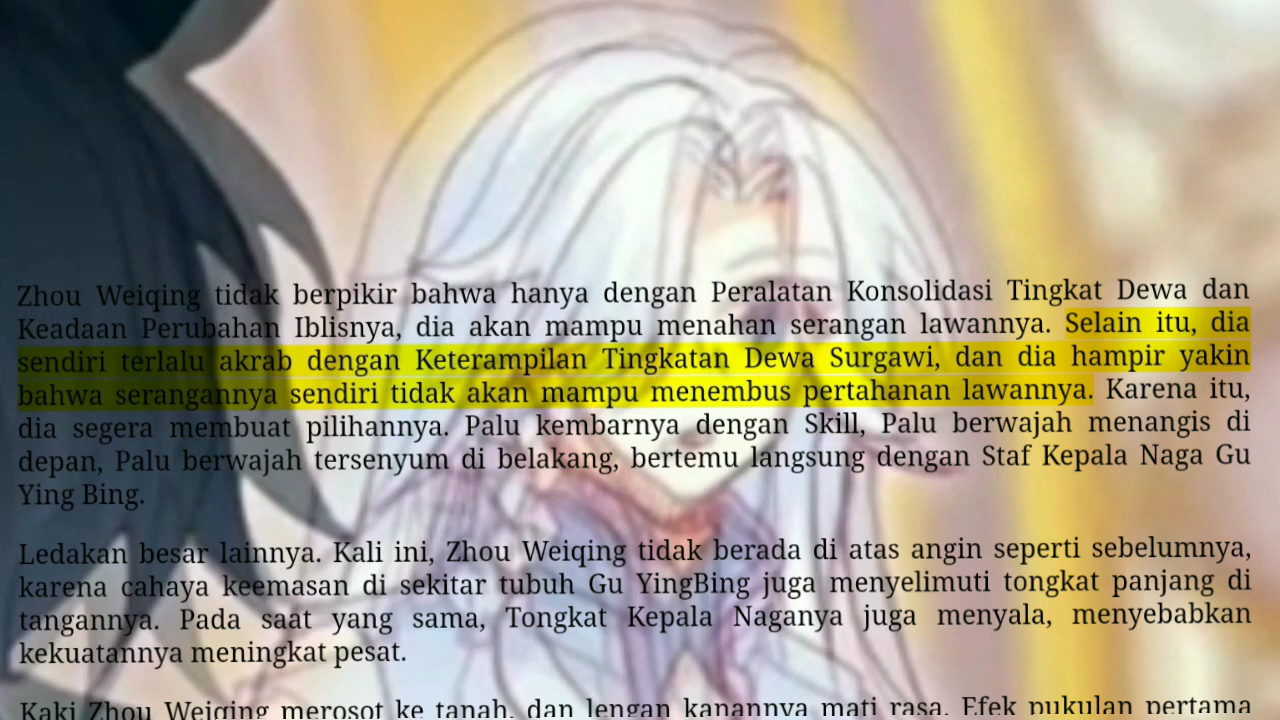 Zhou Weiqing tidak berpikir bahwa hanya dengan Peralatan Konsolidasi Tingkat Dewa dan
Keadaan Perubahan Iblisnya, dia akan mampu menahan serangan lawannya. Selain itu, dia
sendiri terlalu akrab dengan Keterampilan Tingkatan Dewa Surgawi, dan dia hampir yakin
bahwa serangannya sendiri tidak akan mampu menembus pertahanan lawannya. Karena itu,
dia segera membuat pilihannya. Palu kembarnya dengan Skill, Palu berwajah menangis di
depan, Palu berwajah tersenyum di belakang, bertemu langsung dengan Staf Kepala Naga Gu
Ying Bing.
Ledakan besar lainnya. Kali ini, Zhou Weiqing tidak berada di atas angin seperti sebelumnya,
karena cahaya keemasan di sekitar tubuh Gu YingBing juga menyelimuti tongkat panjang di
tangannya. Pada saat yang sama, Tongkat Kepala Naganya juga menyala, menyebabkan
kekuatannya meningkat pesat.
Kaki Zhou Weiqing merosot ke tanah, dan lengan kanannya mati rasa. Efek pukulan pertama